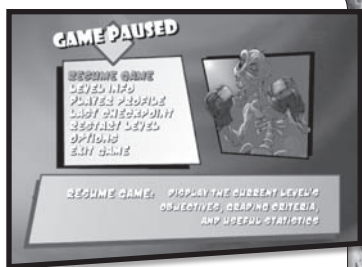 GAME PAUSED
RESUME GAME
LEVEL INFO
PLAYER PROFILE
LAST CHECKPOINT
RESTART LEVEL
OPTIONS
EXIT GAME
RESUME GAME: DISPLAY THE CURRENT LEVEL'S
OBJECTIVES, GRADING CRITERIA,
AND USEFUL STATISTICS